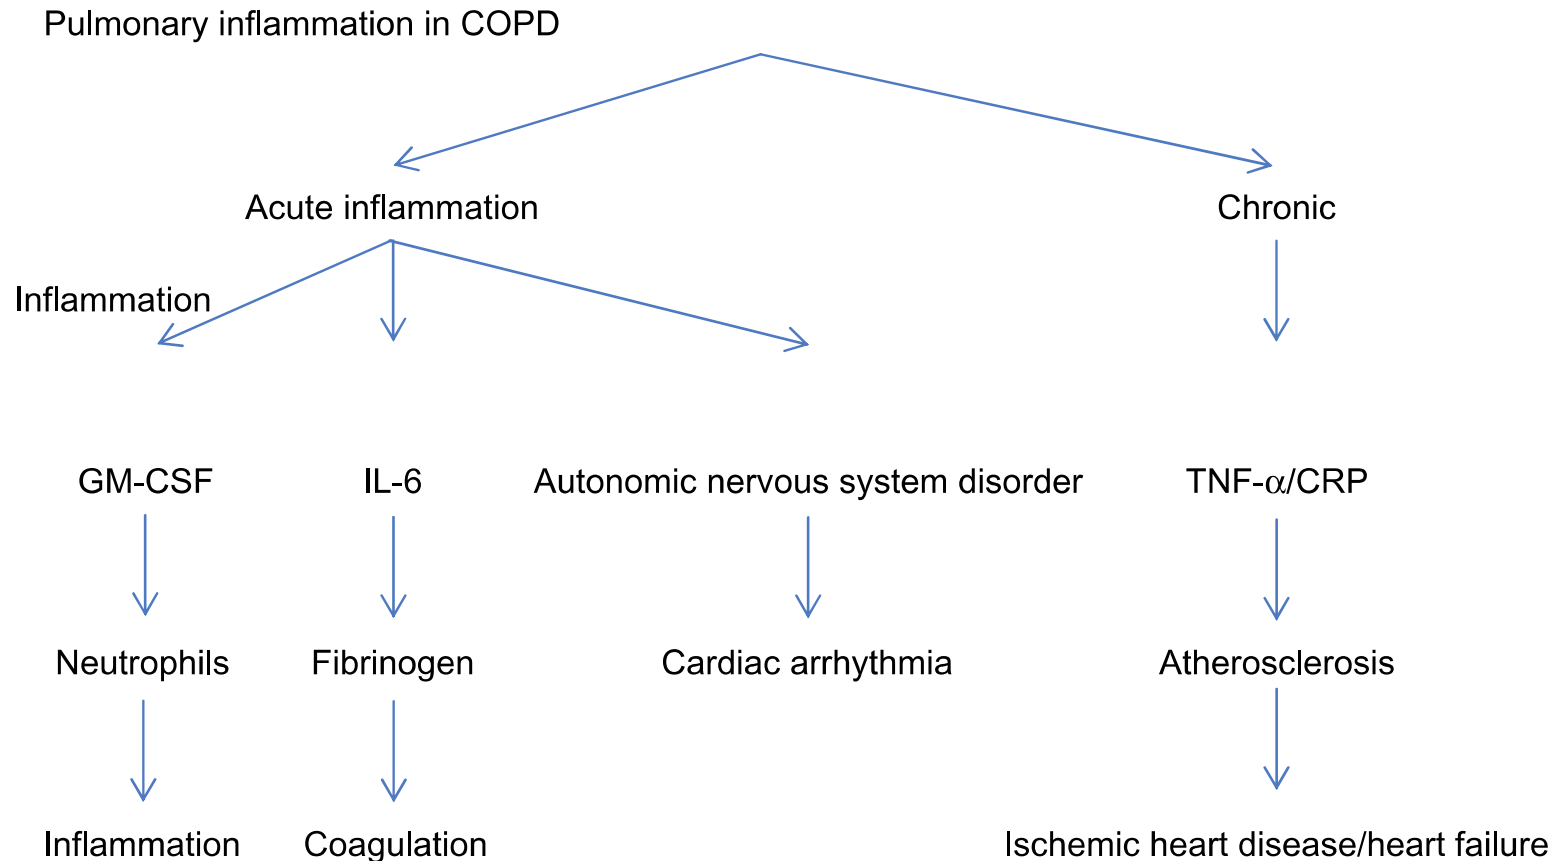 Pulmonary inflammation in COPD
Acute inflammation
Chronic
Inflammation
GM-CSF
IL-6
Autonomic nervous system disorder
TNF-α/CRP
Neutrophils
Fibrinogen
Cardiac arrhythmia
Atherosclerosis
Inflammation
Coagulation
Ischemic heart disease/heart failure